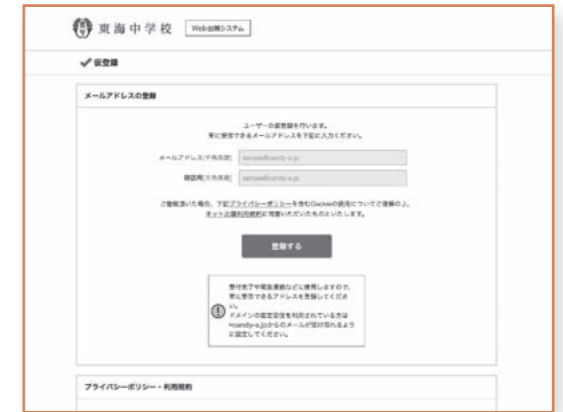 東海中学校 Web出願システム
仮登録
メールアドレスの登録
ユーザーの仮登録を行います。
常に受信できるメールアドレスを下記に入力ください。
メールアドレス[半角英数] sample@candy-s.jp
確認用[半角英数] sample@candy-s.jp
ご登録頂いた場合、下記プライバシーポリシーを含むCookieの使用についてご理解の上、
ネット出願利用規約に同意いただいたものといたします。
登録する
受付完了や緊急連絡などに使用しますので、
常に受信できるアドレスを登録してくださ
い。
ドメインの指定受信を利用されている方は
@candy-s.jpからのメールが受け取れるよう
に設定してください。
プライバシーポリシー・利用規約